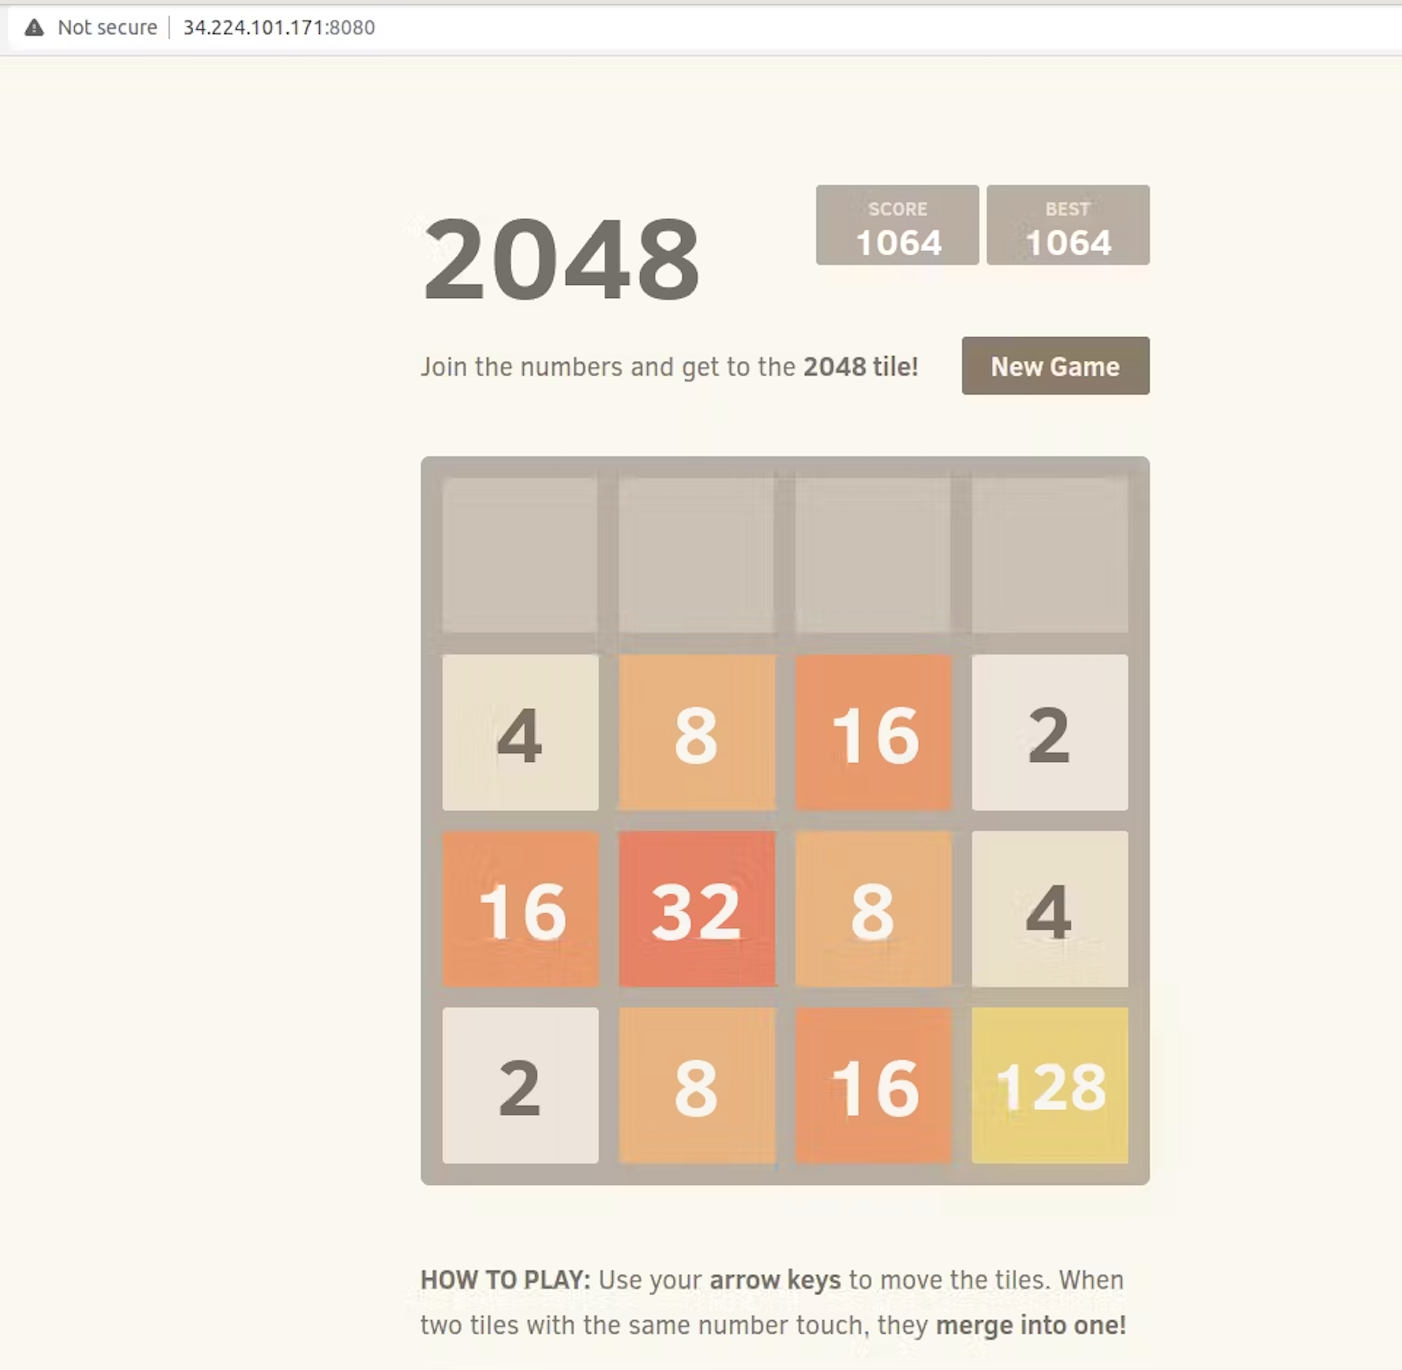 Not secure 34.224.101.171:8080
2048
SCORE BEST
1064 1064
Join the numbers and get to the 2048 tile! New Game
4 8 16 2
16 32 8 4
2 8 16 128
HOW TO PLAY: Use your arrow keys to move the tiles. When
two tiles with the same number touch, they merge into one!